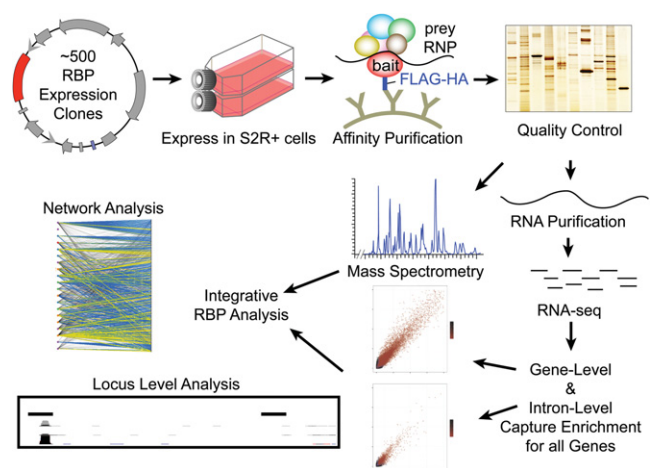 ~500
RBP
Expression
Clones
Express in S2R+ cells
prey
RNP
bait
FLAG-HA
Affinity Purification
Quality Control
RNA Purification
RNA-seq
Gene-Level
&
Intron-Level
Capture Enrichment
for all Genes
Mass Spectrometry
Integrative
RBP Analysis
Network Analysis
Locus Level Analysis